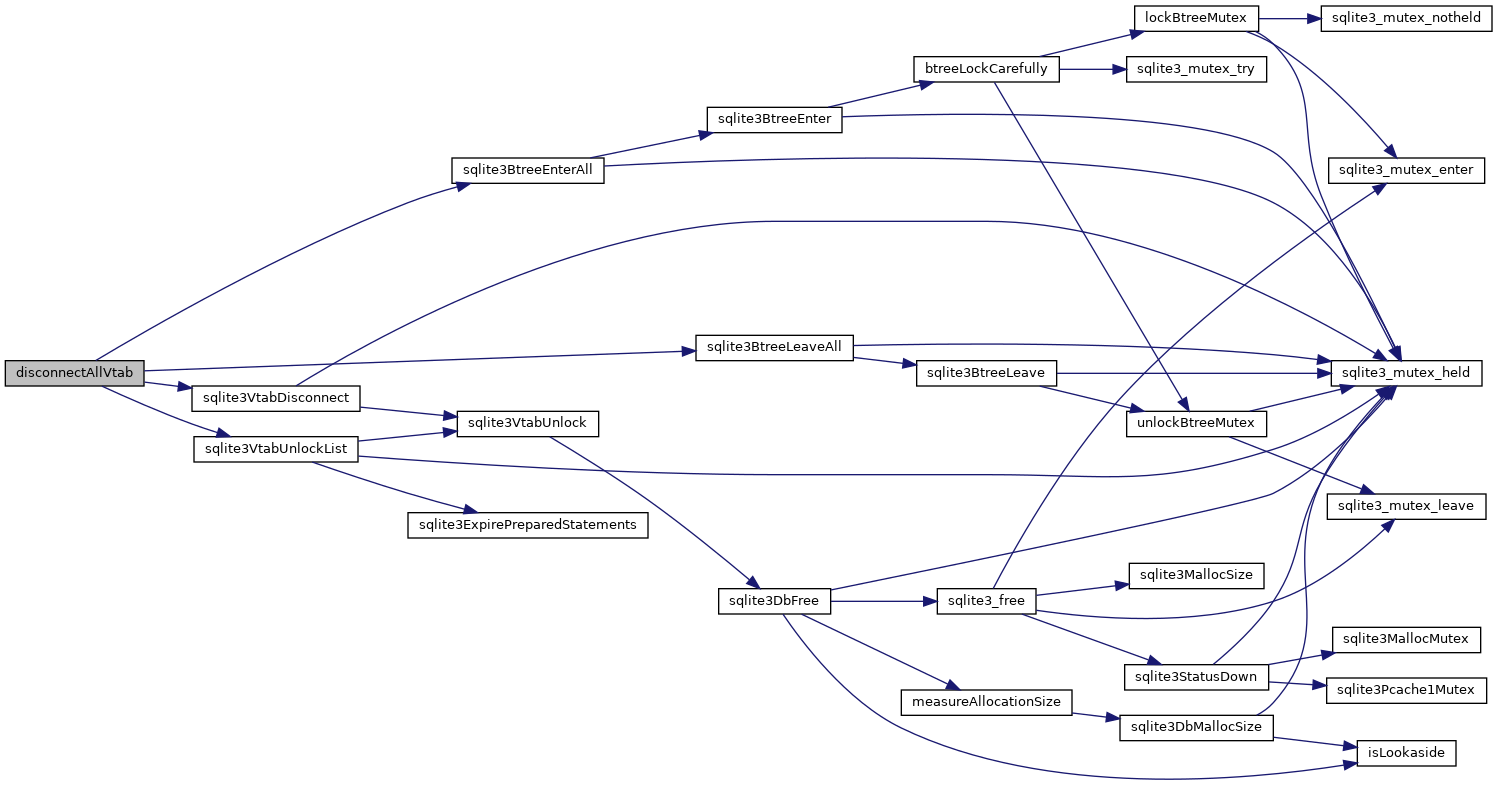 lockBtreeMutex
sqlite3_mutex_notheld
btreeLockCarefully
sqlite3_mutex_try
sqlite3BtreeEnter
sqlite3BtreeEnterAll
sqlite3_mutex_enter
sqlite3BtreeLeaveAll
disconnectAllVtab
sqlite3BtreeLeave
sqlite3_mutex_held
sqlite3VtabDisconnect
sqlite3VtabUnlock
unlockBtreeMutex
sqlite3VtabUnlockList
sqlite3_mutex_leave
sqlite3ExpirePreparedStatements
sqlite3MallocSize
sqlite3DbFree
sqlite3_free
sqlite3MallocMutex
sqlite3StatusDown
sqlite3Pcache1Mutex
measureAllocationSize
sqlite3DbMallocSize
isLookaside